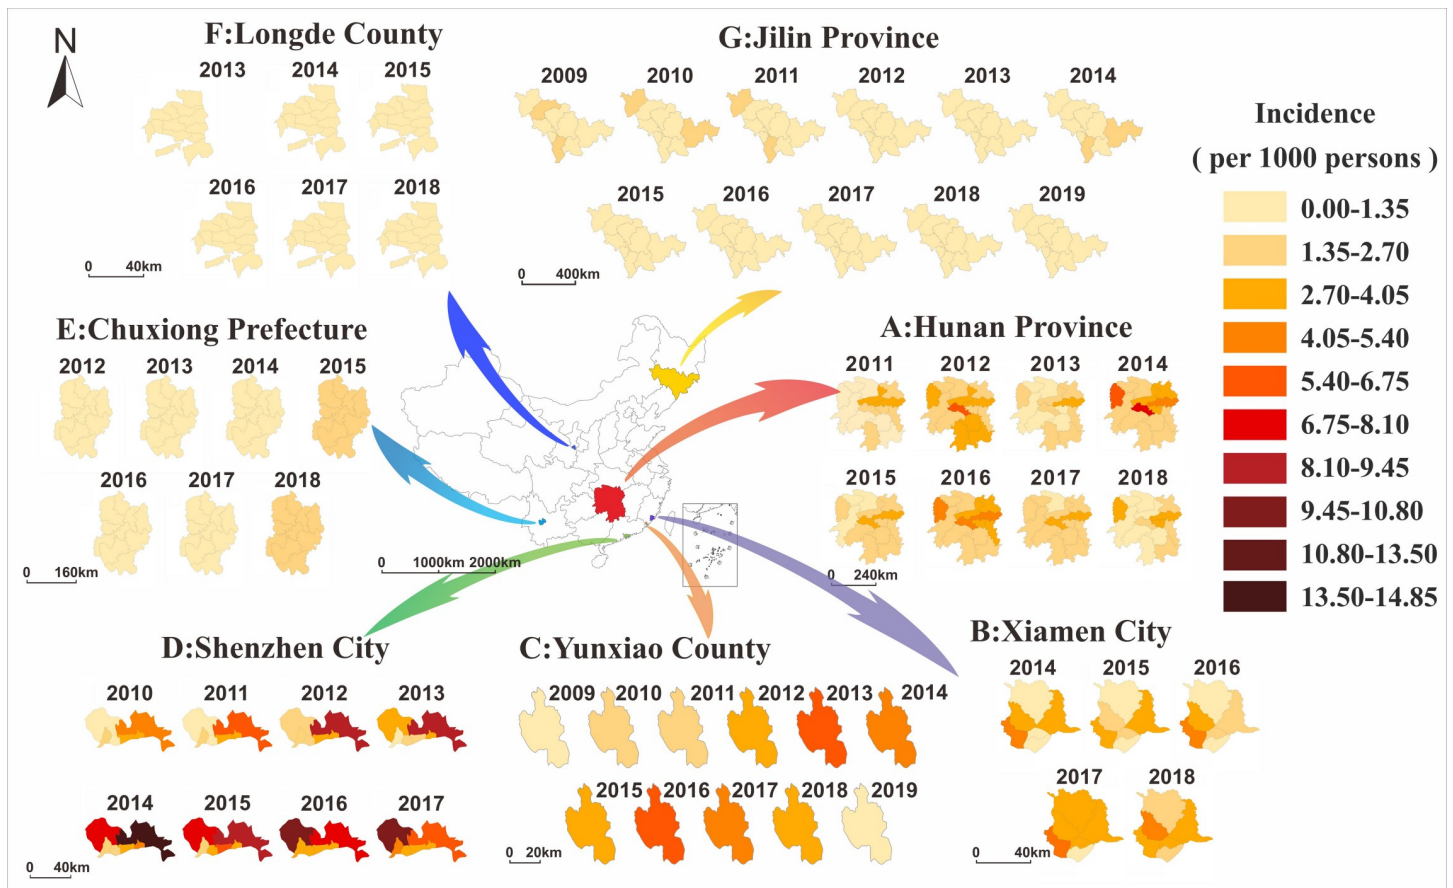 N
F:Longde County
2013 2014 2015
2016 2017 2018
0 40km
G:Jilin Province
2009 2010 2011 2012 2013 2014
2015 2016 2017 2018 2019
0 400km
Incidence
( per 1000 persons )
0.00-1.35
1.35-2.70
2.70-4.05
4.05-5.40
5.40-6.75
6.75-8.10
8.10-9.45
9.45-10.80
10.80-13.50
13.50-14.85
E:Chuxiong Prefecture
2012 2013 2014 2015
2016 2017 2018
0 160km
0 1000km 2000km
A:Hunan Province
2011 2012 2013 2014
2015 2016 2017 2018
0 240km
D:Shenzhen City
2010 2011 2012 2013
2014 2015 2016 2017
0 40km
C:Yunxiao County
2009 2010 2011 2012 2013 2014
2015 2016 2017 2018 2019
0 20km
B:Xiamen City
2014 2015 2016
2017 2018
0 40km